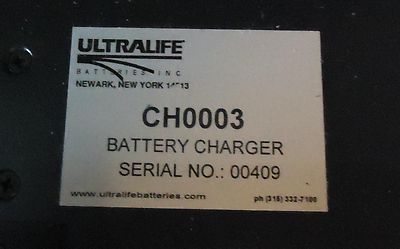 ULTRALIFE
BATTERIES INC
NEWARK, NEW YORK
CH0003
BATTERY CHARGER
SERIAL NO.: 00409
www.ultralifebatteries.com
ph (315) 332-7100